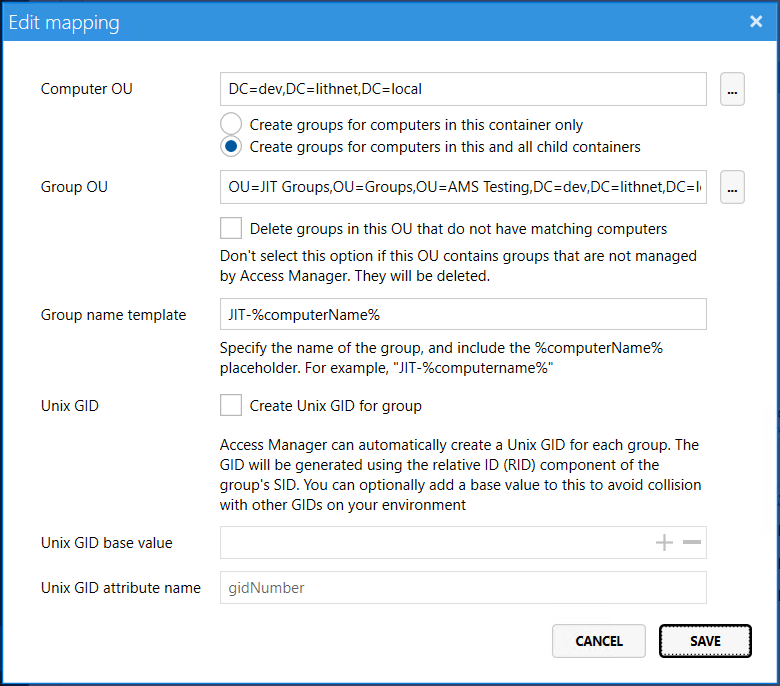 Edit mapping
Computer OU
DC=dev,DC=lithnet,DC=local
...
Create groups for computers in this container only
Create groups for computers in this and all child containers
Group OU
OU=JIT Groups,OU=Groups,OU=AMS Testing,DC=dev,DC=lithnet,DC=l
...
Delete groups in this OU that do not have matching computers
Don't select this option if this OU contains groups that are not managed
by Access Manager. They will be deleted.
Group name template
JIT-%computerName%
Specify the name of the group, and include the %computerName%
placeholder. For example, "JIT-%computername%"
Unix GID
Create Unix GID for group
Access Manager can automatically create a Unix GID for each group. The
GID will be generated using the relative ID (RID) component of the
group's SID. You can optionally add a base value to this to avoid collision
with other GIDs on your environment
Unix GID base value
Unix GID attribute name
gidNumber
CANCEL
SAVE